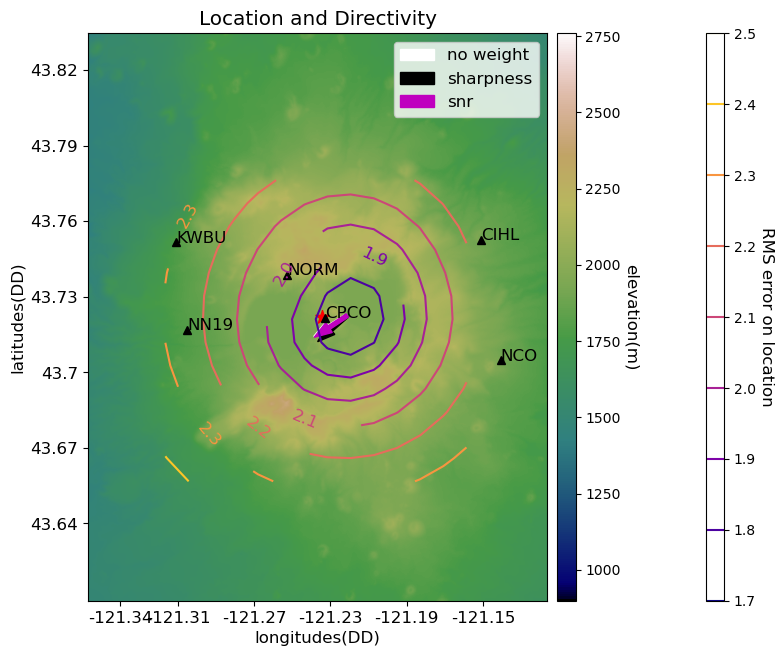 Location and Directivity
no weight
sharpness
snr
43.82
43.79
43.76
43.73
43.7
43.67
43.64
latitudes(DD)
KWBU
CIHL
NORM
CPCO
NN19
NCO
2.3
2.0
1.9
2.1
2.2
2.3
-121.34
-121.31
-121.27
-121.23
-121.19
-121.15
longitudes(DD)
2750
2500
2250
2000
1750
1500
1250
1000
elevation(m)
2.5
2.4
2.3
2.2
2.1
2.0
1.9
1.8
1.7
RMS error on location